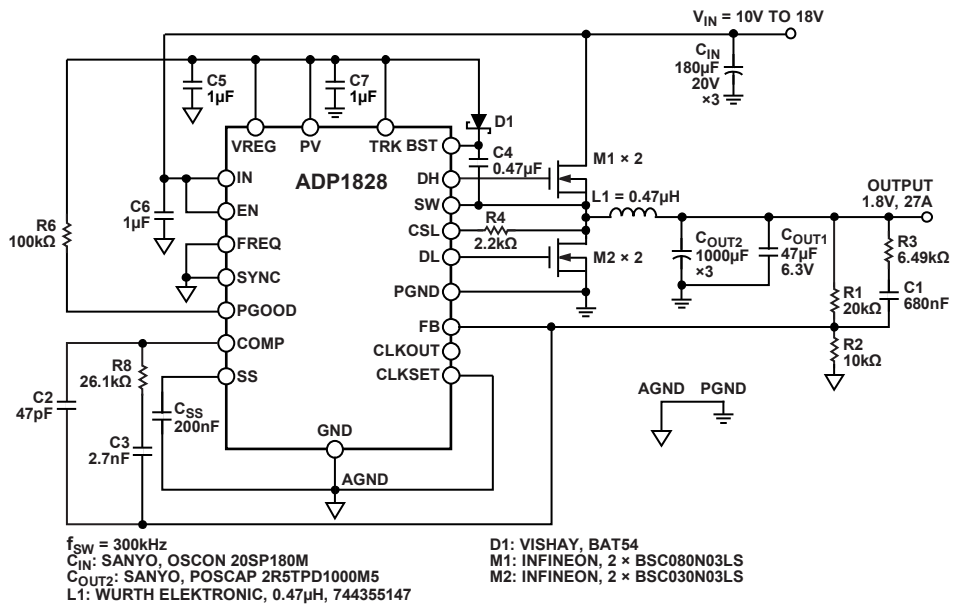 V_IN = 10V TO 18V
C_IN
180µF
20V
×3
C5
1µF
C7
1µF
D1
VREG
PV
TRK
BST
C4
0.47µF
M1 × 2
ADP1828
IN
DH
L1 = 0.47µH
OUTPUT
1.8V, 27A
R6
100kΩ
C6
1µF
EN
SW
FREQ
CSL
R4
2.2kΩ
C_OUT2
1000µF
×3
C_OUT1
47µF
6.3V
R3
6.49kΩ
SYNC
DL
M2 × 2
PGOOD
PGND
R1
20kΩ
C1
680nF
COMP
FB
R2
10kΩ
R8
26.1kΩ
SS
CLKOUT
CLKSET
C2
47pF
C_SS
200nF
AGND PGND
C3
2.7nF
GND
AGND
f_SW = 300kHz
C_IN: SANYO, OSCON 20SP180M
C_OUT2: SANYO, POSCAP 2R5TPD1000M5
L1: WURTH ELEKTRONIC, 0.47µH, 744355147
D1: VISHAY, BAT54
M1: INFINEON, 2 × BSC080N03LS
M2: INFINEON, 2 × BSC030N03LS